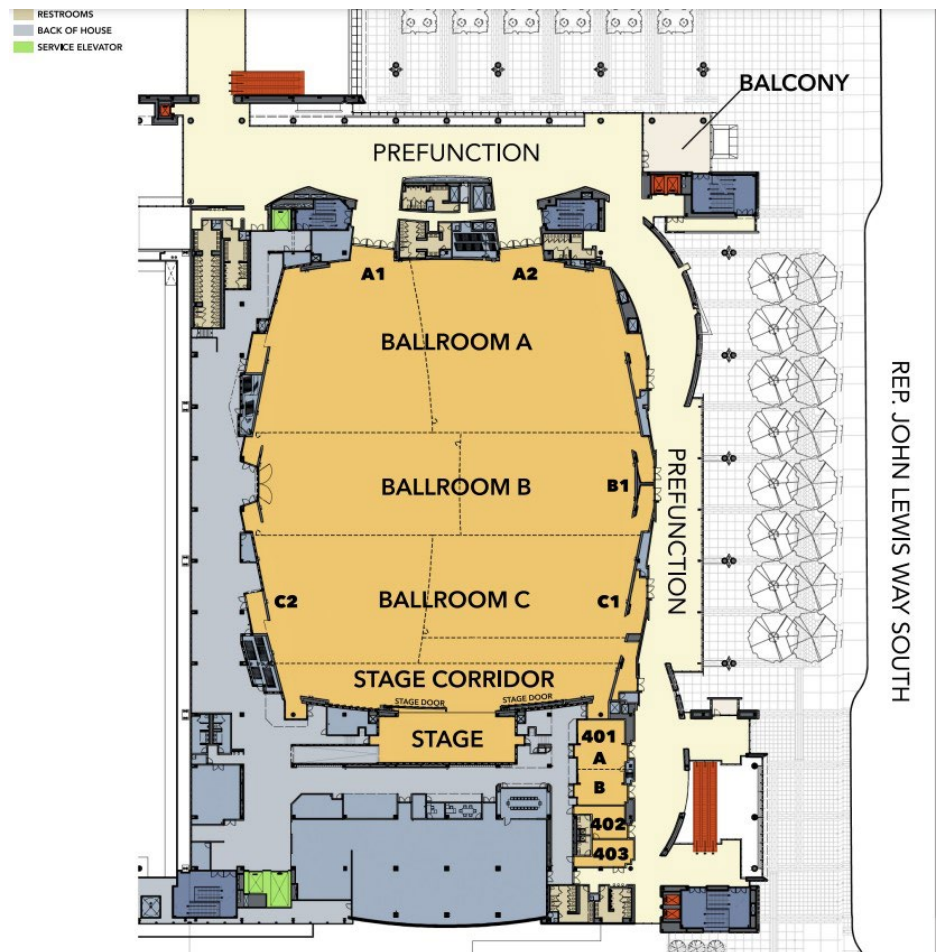 RESTROOMS
BACK OF HOUSE
SERVICE ELEVATOR
BALCONY
PREFUNCTION
A1
A2
BALLROOM A
BALLROOM B
B1
PREFUNCTION
REP. JOHN LEWIS WAY SOUTH
C2
BALLROOM C
C1
STAGE CORRIDOR
STAGE DOOR
STAGE DOOR
STAGE
401
A
B
402
403